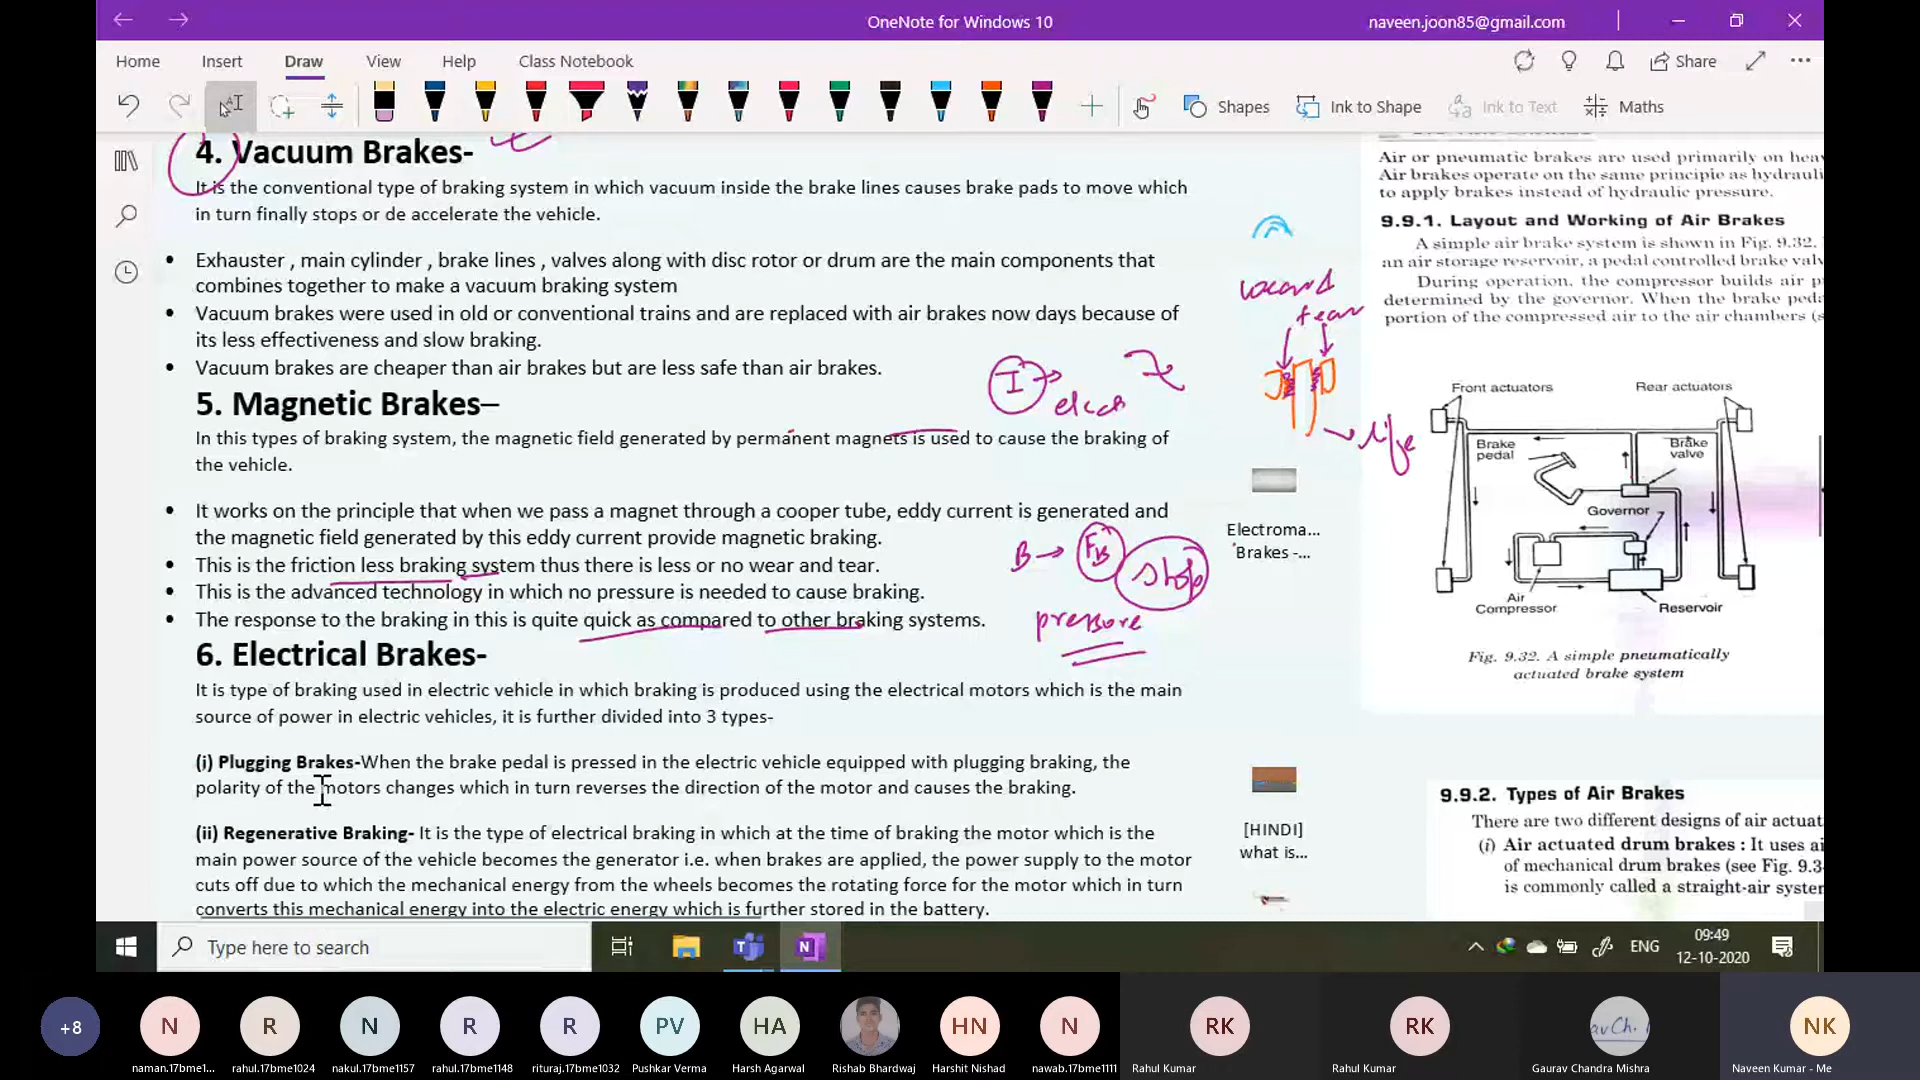 OneNote for Windows 10
naveen.joon85@gmail.com
Home Insert Draw View Help Class Notebook
Share
Shapes
Ink to Shape
Ink to Text
Maths
4. Vacuum Brakes-
It is the conventional type of braking system in which vacuum inside the brake lines causes brake pads to move which
in turn finally stops or de accelerate the vehicle.
Exhauster , main cylinder , brake lines , valves along with disc rotor or drum are the main components that
combines together to make a vacuum braking system
Vacuum brakes were used in old or conventional trains and are replaced with air brakes now days because of
its less effectiveness and slow braking.
Vacuum brakes are cheaper than air brakes but are less safe than air brakes.
I
5. Magnetic Brakes–
In this types of braking system, the magnetic field generated by permanent magnets is used to cause the braking of
the vehicle.
It works on the principle that when we pass a magnet through a cooper tube, eddy current is generated and
the magnetic field generated by this eddy current provide magnetic braking.
This is the friction less braking system thus there is less or no wear and tear.
This is the advanced technology in which no pressure is needed to cause braking.
The response to the braking in this is quite quick as compared to other braking systems.
B
stop
pressure
6. Electrical Brakes-
It is type of braking used in electric vehicle in which braking is produced using the electrical motors which is the main
source of power in electric vehicles, it is further divided into 3 types-
(i) Plugging Brakes-When the brake pedal is pressed in the electric vehicle equipped with plugging braking, the
polarity of the motors changes which in turn reverses the direction of the motor and causes the braking.
(ii) Regenerative Braking- It is the type of electrical braking in which at the time of braking the motor which is the
main power source of the vehicle becomes the generator i.e. when brakes are applied, the power supply to the motor
cuts off due to which the mechanical energy from the wheels becomes the rotating force for the motor which in turn
converts this mechanical energy into the electric energy which is further stored in the battery.
tear
life
Electroma...
Brakes -...
[HINDI]
what is...
Air or pneumatic brakes are used primarily on
Air brakes operate on the same principle as
to apply brakes instead of hydraulic pressure.
9.9.1. Layout and Working of Air Brakes
A simple air brake system is shown in Fig. 9.32.
an air storage reservoir, a pedal controlled brake
During operation, the compressor builds air
determined by the governor. When the brake
portion of the compressed air to the air chambers
Front actuators
Rear actuators
Brake
pedal
Brake
valve
Governor
Air
Compressor
Reservoir
Fig. 9.32. A simple pneumatically
actuated brake system
9.9.2. Types of Air Brakes
There are two different designs of air
(i) Air actuated drum brakes : It uses
of mechanical drum brakes (see Fig.
is commonly called a straight-air
Type here to search
ENG
09:49
12-10-2020
+8
N
R
N
R
R
PV
HA
HN
N
RK
RK
NK
naman.17bme1...
rahul.17bme1024
nakul.17bme1157
rahul.17bme1148
rituraj.17bme1032
Pushkar Verma
Harsh Agarwal
Rishab Bhardwaj
Harshit Nishad
nawab.17bme1111
Rahul Kumar
Rahul Kumar
Gaurav Chandra Mishra
Naveen Kumar - Me